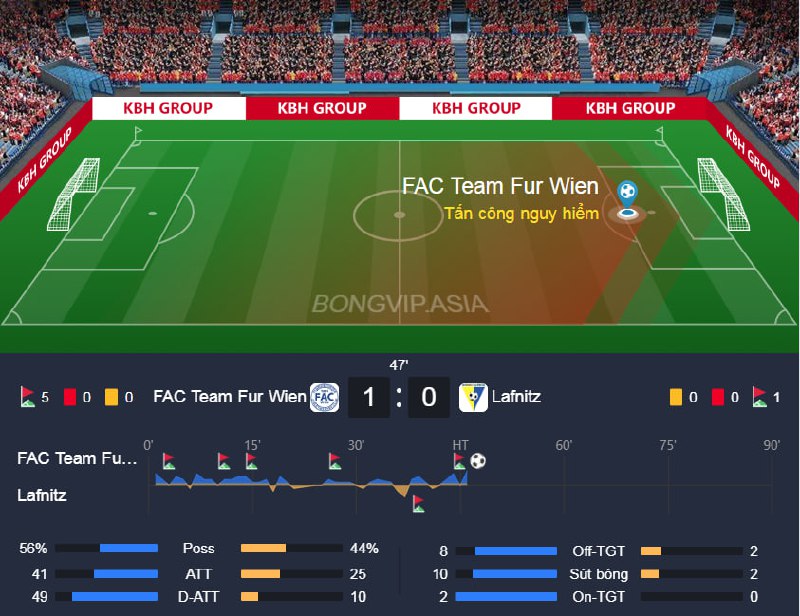 KBH GROUP KBH GROUP KBH GROUP KBH GROUP
KBH GROUP KBH GROUP
FAC Team Fur Wien
Tấn công nguy hiểm
BONGVIP.ASIA
47'
5 0 0 FAC Team Fur Wien FAC 1 : 0 Lafnitz 0 0 1
0' 15' 30' HT 60' 75' 90'
FAC Team Fu...
Lafnitz
56% Poss 44% 8 Off-TGT 2
41 ATT 25 10 Sút bóng 2
49 D-ATT 10 2 On-TGT 0